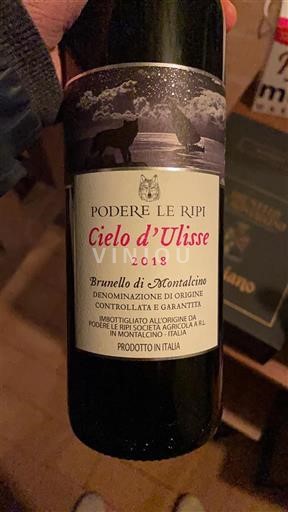 PODERE LE RIPI
Cielo d'Ulisse
2018
VINIOU
Brunello di Montalcino
DENOMINAZIONE DI ORIGINE
CONTROLLATA E GARANTITA
IMBOTTIGLIATO ALL'ORIGINE DA
PODERE LE RIPI SOCIETÀ AGRICOLA A R.L.
IN MONTALCINO - ITALIA
PRODOTTO IN ITALIA